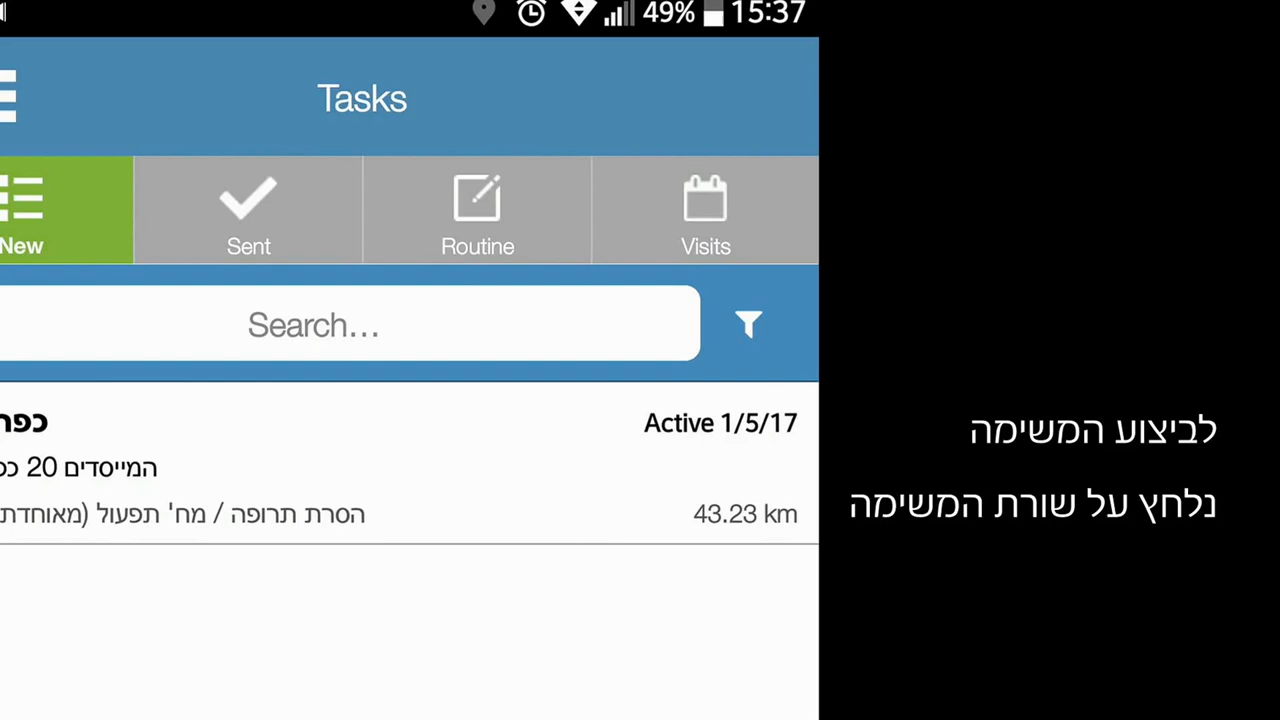 49% 15:37
Tasks
New
Sent
Routine
Visits
Search...
Active 1/5/17
המייסדים 20
הסרת תרופה / מח' תפעול (מאוחדת
43.23 km
לביצוע המשימה
נלחץ על שורת המשימה